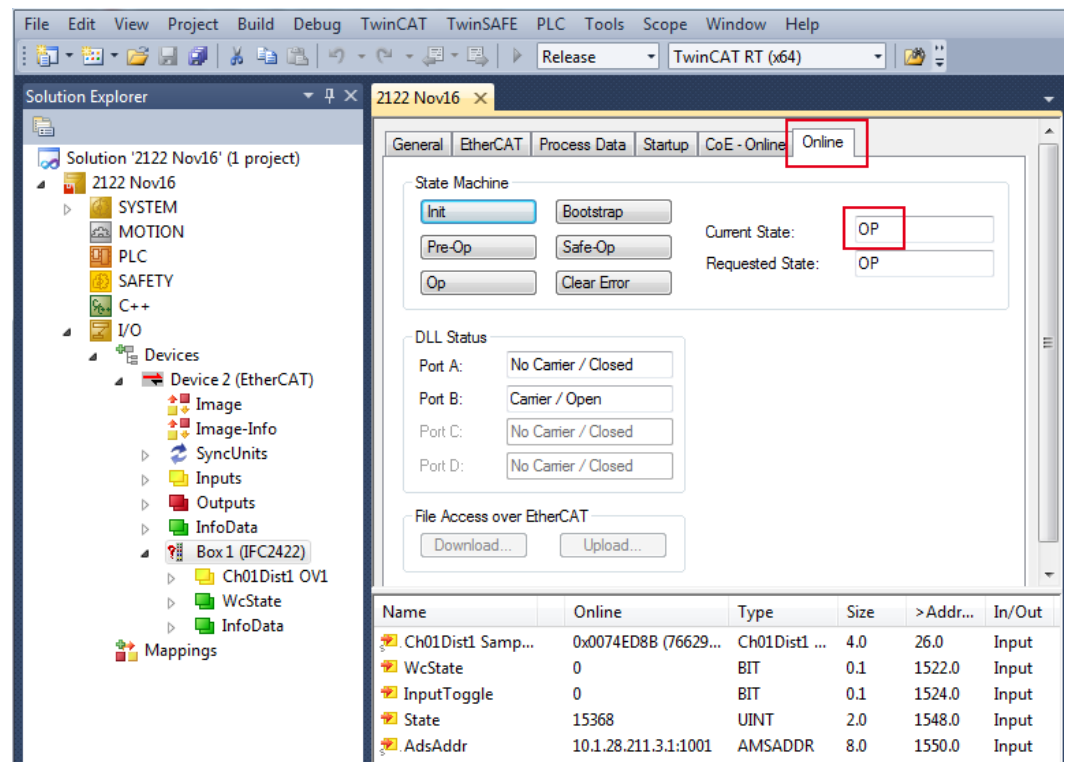 File Edit View Project Build Debug TwinCAT TwinSAFE PLC Tools Scope Window Help
Release TwinCAT RT (x64)
Solution Explorer
2122 Nov16
Solution '2122 Nov16' (1 project)
2122 Nov16
SYSTEM
MOTION
PLC
SAFETY
C++
I/O
Devices
Device 2 (EtherCAT)
Image
Image-Info
SyncUnits
Inputs
Outputs
InfoData
Box 1 (IFC2422)
Ch01Dist1 OV1
WcState
InfoData
Mappings
General EtherCAT Process Data Startup CoE - Online Online
State Machine
Init Bootstrap
Pre-Op Safe-Op
Op Clear Error
Current State: OP
Requested State: OP
DLL Status
Port A: No Carrier / Closed
Port B: Carrier / Open
Port C: No Carrier / Closed
Port D: No Carrier / Closed
File Access over EtherCAT
Download... Upload...
Name Online Type Size >Addr... In/Out
Ch01Dist1 Samp... 0x0074ED8B (76629... Ch01Dist1 ... 4.0 26.0 Input
WcState 0 BIT 0.1 1522.0 Input
InputToggle 0 BIT 0.1 1524.0 Input
State 15368 UINT 2.0 1548.0 Input
AdsAddr 10.1.28.211.3.1:1001 AMSADDR 8.0 1550.0 Input